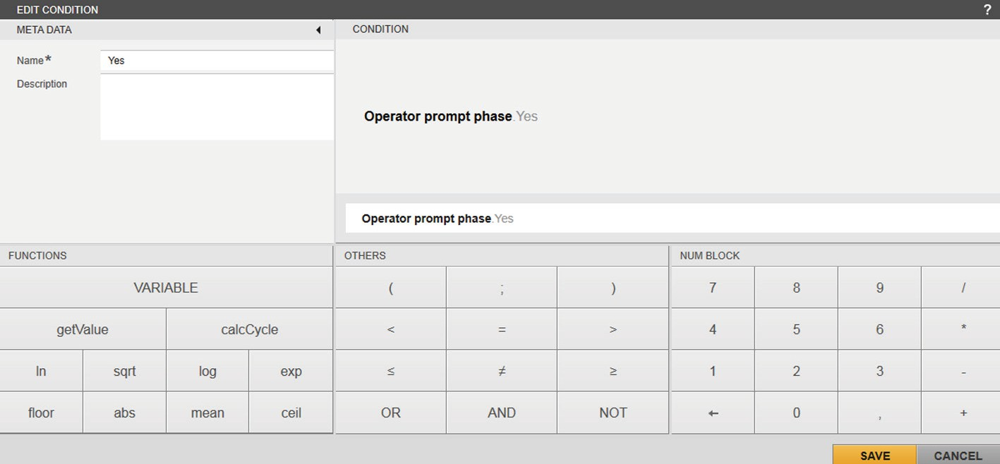 EDIT CONDITION ?
META DATA
CONDITION
Name*
Yes
Description
Operator prompt phase.Yes
Operator prompt phase.Yes
FUNCTIONS
VARIABLE
getValue calcCycle
ln sqrt log exp
floor abs mean ceil
OTHERS
( ; )
< = >
≤ ≠ ≥
OR AND NOT
NUM BLOCK
7 8 9 /
4 5 6 *
1 2 3 -
← 0 , +
SAVE CANCEL